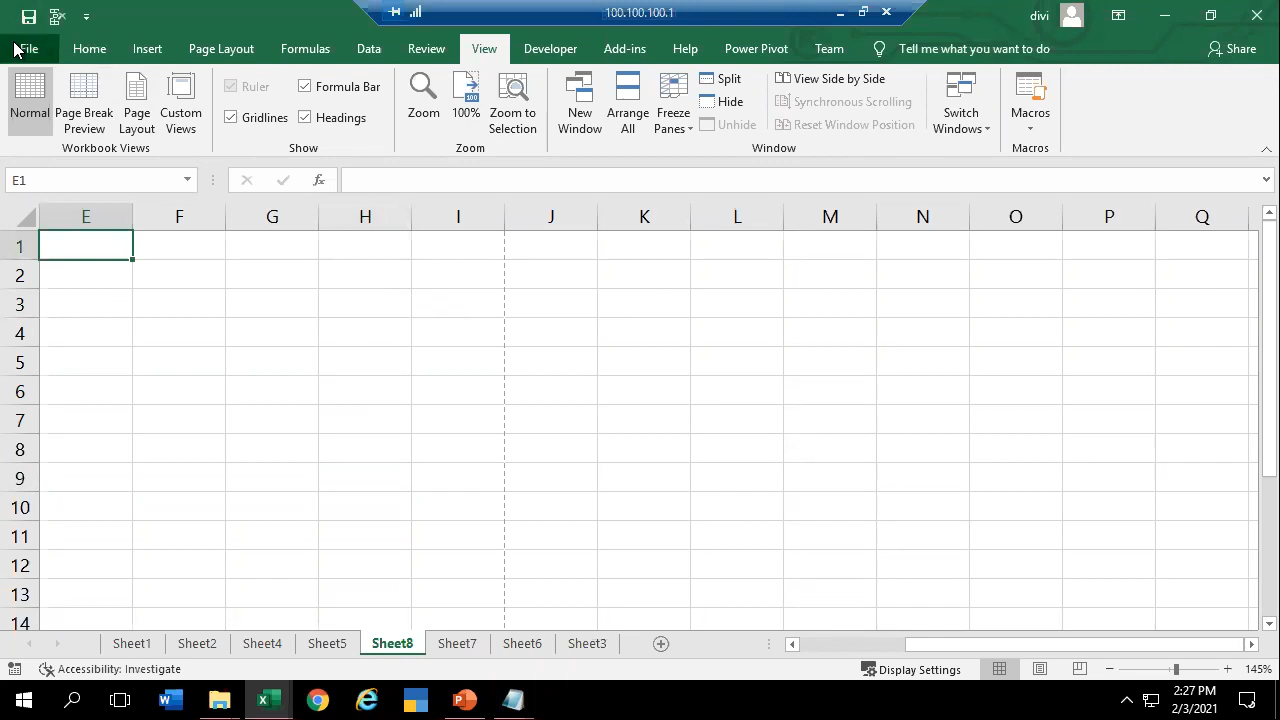 100.100.100.1
divi
File Home Insert Page Layout Formulas Data Review View Developer Add-ins Help Power Pivot Team Tell me what you want to do Share
Normal
Page Break Preview
Page Layout
Custom Views
Workbook Views
Ruler
Formula Bar
Gridlines
Headings
Show
Zoom
100%
100
Zoom to Selection
Zoom
New Window
Arrange All
Freeze Panes
Split
Hide
Unhide
View Side by Side
Synchronous Scrolling
Reset Window Position
Switch Windows
Window
Macros
Macros
E1
fx
E F G H I J K L M N O P Q
1
2
3
4
5
6
7
8
9
10
11
12
13
14
Sheet1 Sheet2 Sheet4 Sheet5 Sheet8 Sheet7 Sheet6 Sheet3
Accessibility: Investigate
Display Settings
145%
2:27 PM
2/3/2021